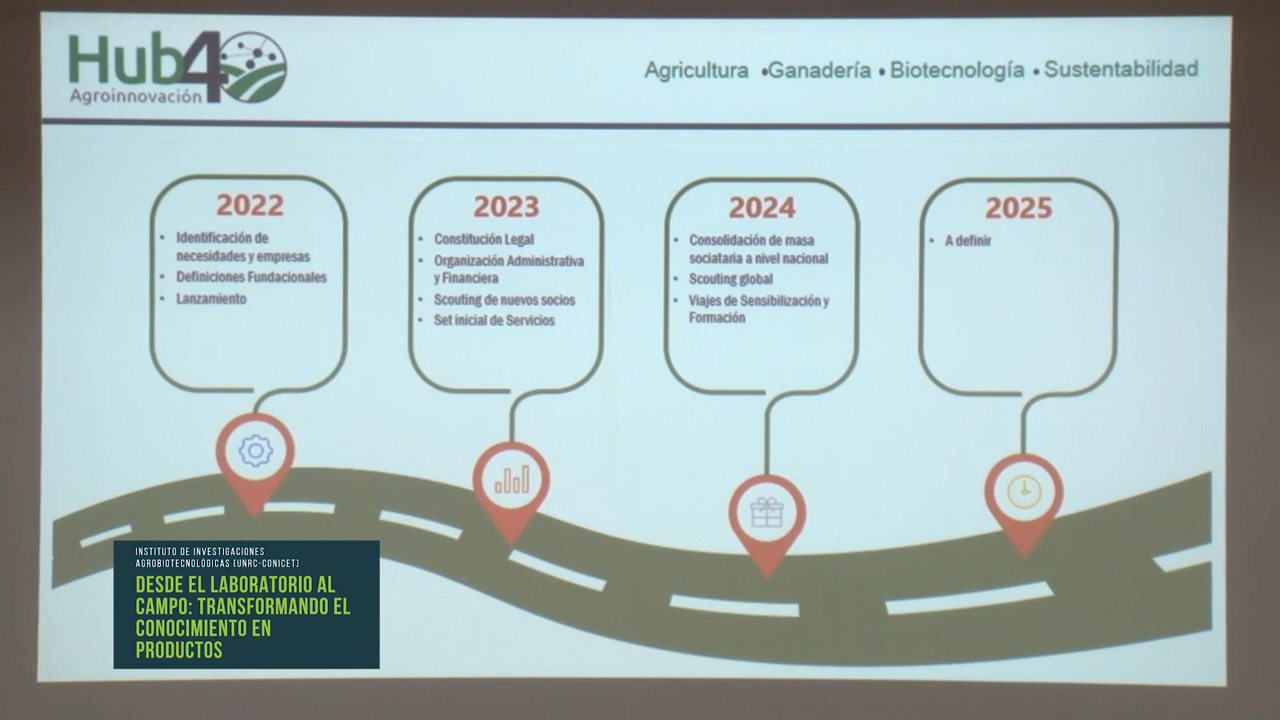 Hub40
Agroinnovación
Agricultura • Ganadería • Biotecnología • Sustentabilidad
2022
• Identificación de
necesidades y empresas
• Definiciones Fundacionales
• Lanzamiento
2023
• Constitución Legal
• Organización Administrativa
y Financiera
• Scouting de nuevos socios
• Set inicial de Servicios
2024
• Consolidación de masa
sociataria a nivel nacional
• Scouting global
• Viajes de Sensibilización y
Formación
2025
• A definir
INSTITUTO DE INVESTIGACIONES
AGROBIOTECNOLÓGICAS (UNRC-CONICET)
DESDE EL LABORATORIO AL
CAMPO: TRANSFORMANDO EL
CONOCIMIENTO EN
PRODUCTOS